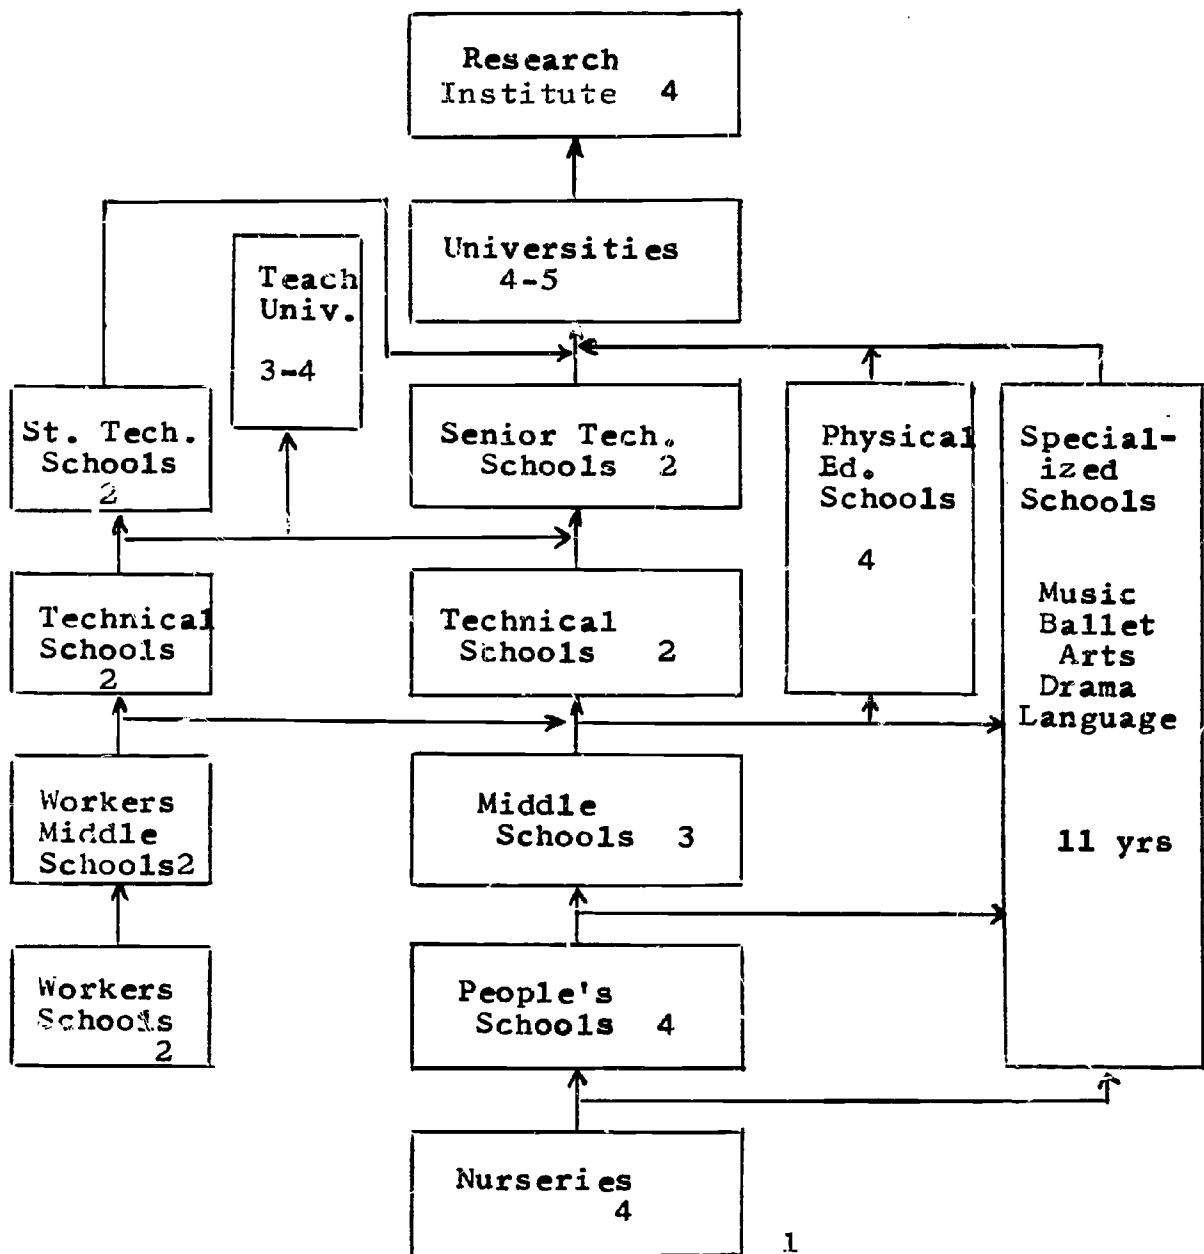 Research
Institute 4
Universities
4-5
Teach
Univ.
3-4
St. Tech.
Schools
2
Senior Tech.
Schools 2
Physical
Ed.
Schools
4
Special-
ized
Schools
Music
Ballet
Arts
Drama
Language
11 yrs
Technical
Schools
2
Technical
Schools 2
Workers
Middle
Schools2
Middle
Schools 3
Workers
Schools
2
People's
Schools 4
Nurseries
4
1